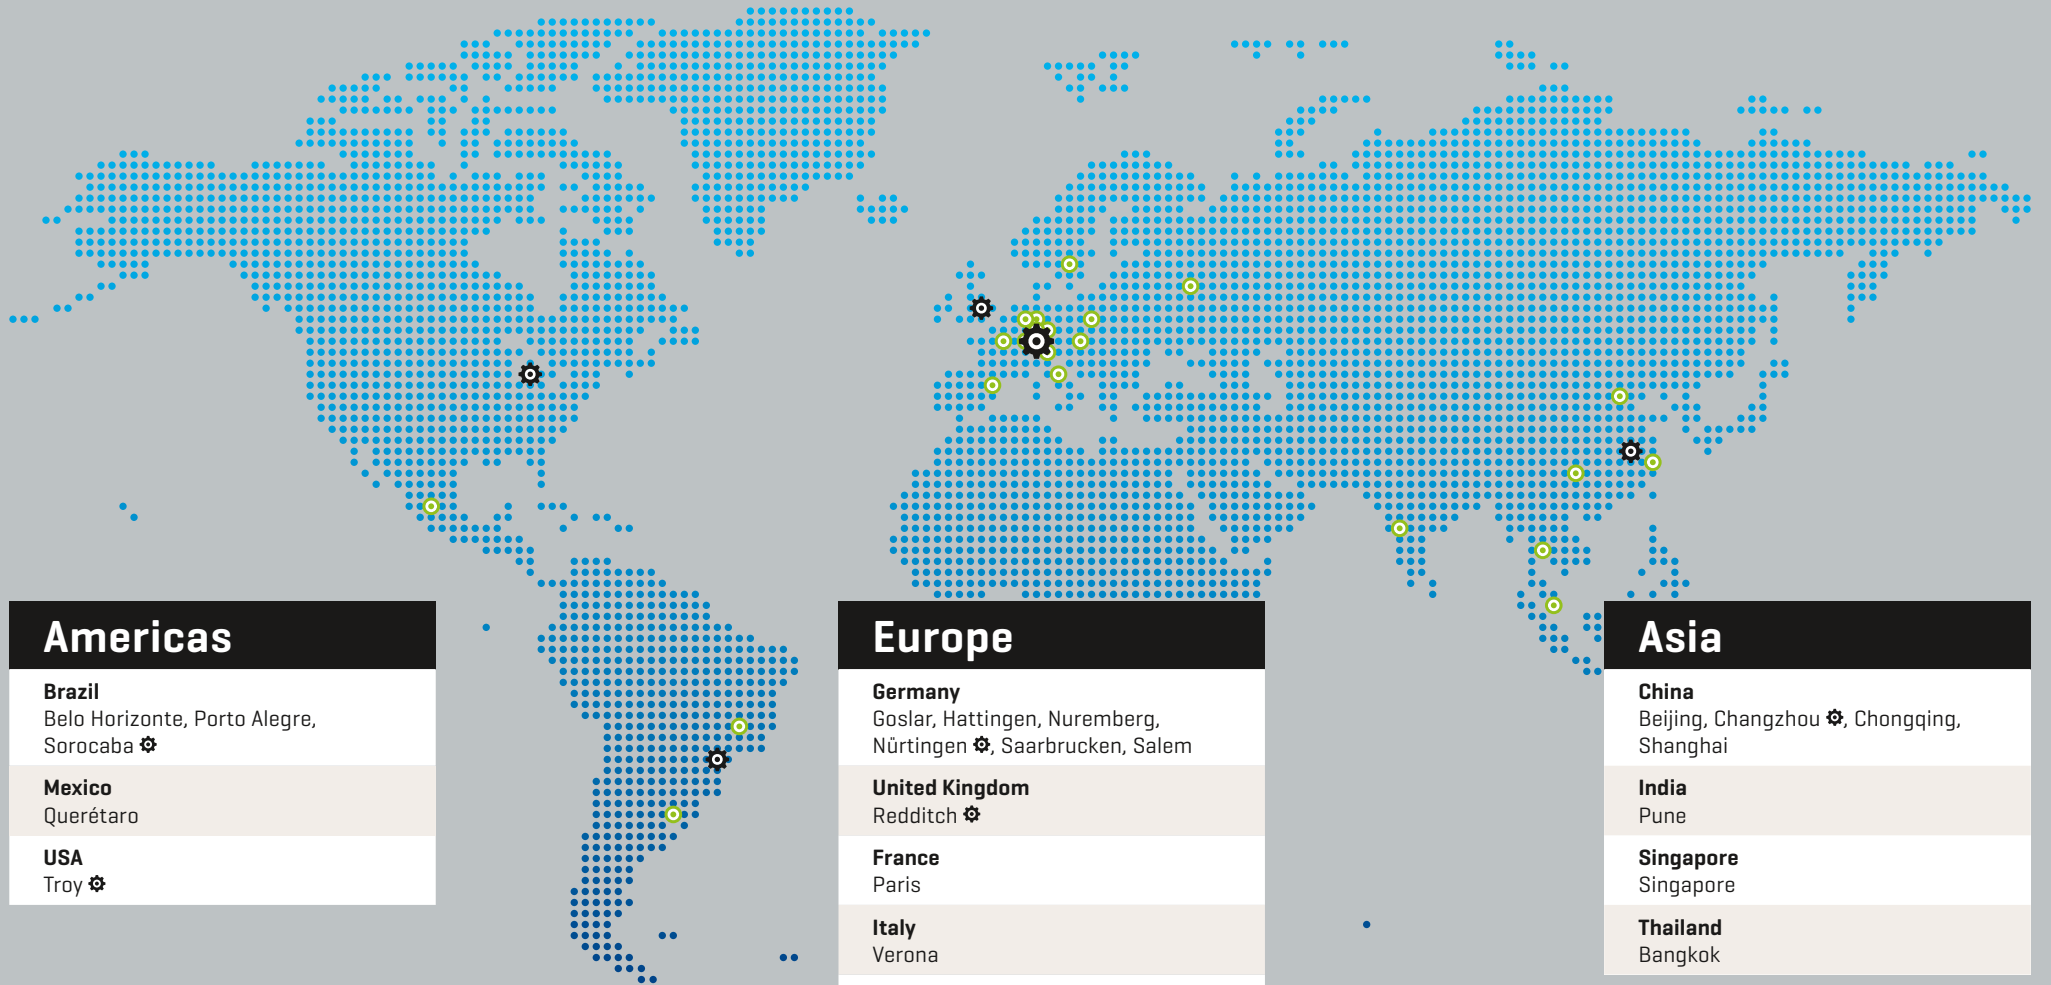 Americas
Brazil
Belo Horizonte, Porto Alegre,
Sorocaba
Mexico
Querétaro
USA
Troy
Europe
Germany
Goslar, Hattingen, Nuremberg,
Nürtingen , Saarbrucken, Salem
United Kingdom
Redditch
France
Paris
Italy
Verona
Asia
China
Beijing, Changzhou , Chongqing,
Shanghai
India
Pune
Singapore
Singapore
Thailand
Bangkok